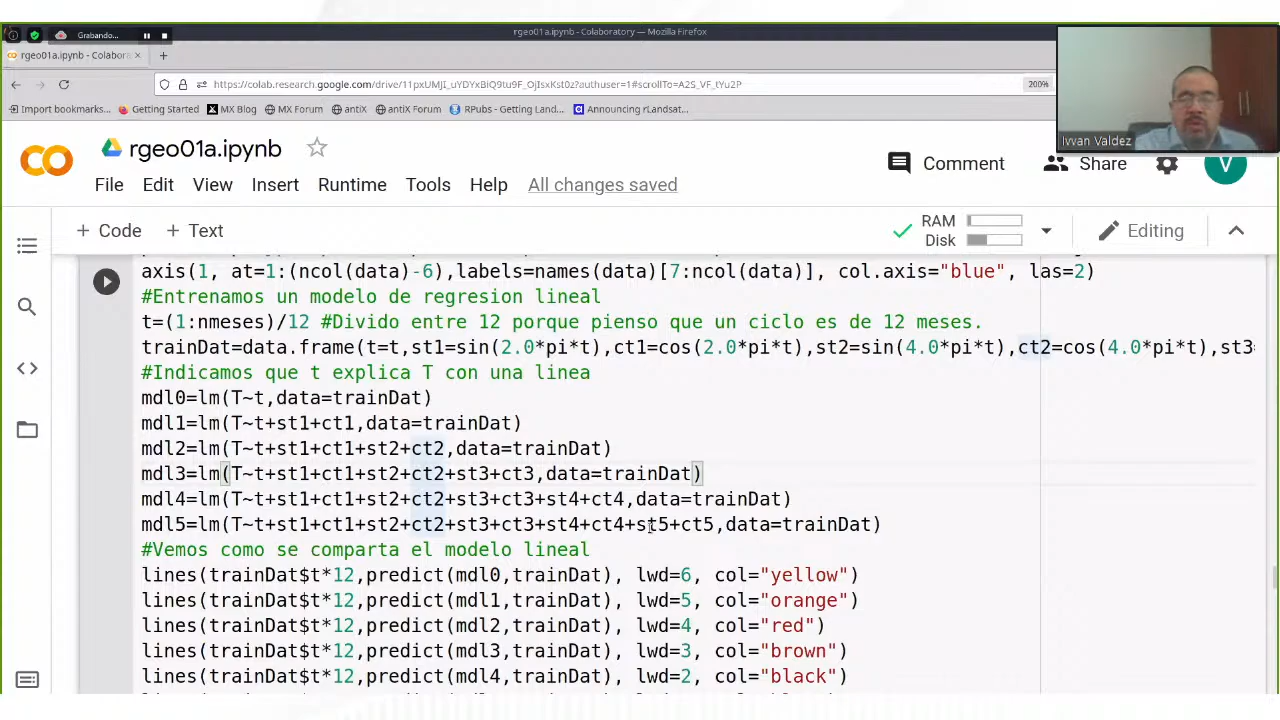 Grabando...
rgeo01a.ipynb - Colaboratory — Mozilla Firefox
rgeo01a.ipynb - Colabora
https://colab.research.google.com/drive/11pxUMJI_uYDYxBiQ9tu9F_OjIsxKst0z?authuser=1#scrollTo=A2S_VF_tYu2P
200%
Import bookmarks... Getting Started MX Blog MX Forum antiX antiX Forum RPubs - Getting Land... Announcing rLandsat...
Ivvan Valdez
CO
rgeo01a.ipynb
Comment Share V
File Edit View Insert Runtime Tools Help All changes saved
+ Code + Text
RAM
Disk
Editing
axis(1, at=1:(ncol(data)-6),labels=names(data)[7:ncol(data)], col.axis="blue", las=2)
#Entrenamos un modelo de regresion lineal
t=(1:nmeses)/12 #Divido entre 12 porque pienso que un ciclo es de 12 meses.
trainDat=data.frame(t=t,st1=sin(2.0*pi*t),ct1=cos(2.0*pi*t),st2=sin(4.0*pi*t),ct2=cos(4.0*pi*t),st3=
#Indicamos que t explica T con una linea
mdl0=lm(T~t,data=trainDat)
mdl1=lm(T~t+st1+ct1,data=trainDat)
mdl2=lm(T~t+st1+ct1+st2+ct2,data=trainDat)
mdl3=lm(T~t+st1+ct1+st2+ct2+st3+ct3,data=trainDat)
mdl4=lm(T~t+st1+ct1+st2+ct2+st3+ct3+st4+ct4,data=trainDat)
mdl5=lm(T~t+st1+ct1+st2+ct2+st3+ct3+st4+ct4+st5+ct5,data=trainDat)
#Vemos como se comparta el modelo lineal
lines(trainDat$t*12,predict(mdl0,trainDat), lwd=6, col="yellow")
lines(trainDat$t*12,predict(mdl1,trainDat), lwd=5, col="orange")
lines(trainDat$t*12,predict(mdl2,trainDat), lwd=4, col="red")
lines(trainDat$t*12,predict(mdl3,trainDat), lwd=3, col="brown")
lines(trainDat$t*12,predict(mdl4,trainDat), lwd=2, col="black")